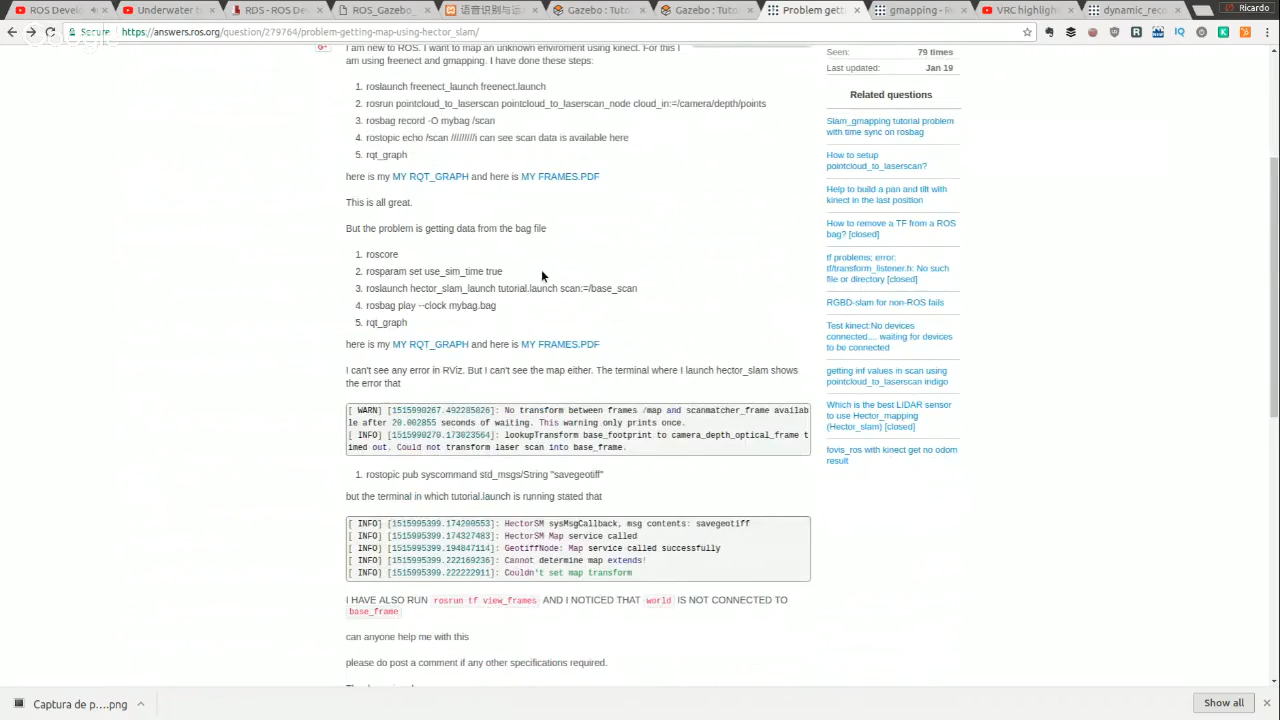 ROS Develo
Underwater t
RDS - ROS D
ROS_Gazebo_
语音识别与运
Gazebo : Tuto
Gazebo : Tuto
Problem gett
gmapping - R
VRC highligh
dynamic_reco
Ricardo
Secure
https://answers.ros.org/question/279764/problem-getting-map-using-hector_slam/
I am new to ROS. I want to map an unknown enviroment using kinect. For this I
am using freenect and gmapping. I have done these steps:
1. roslaunch freenect_launch freenect.launch
2. rosrun pointcloud_to_laserscan pointcloud_to_laserscan_node cloud_in:=/camera/depth/points
3. rosbag record -O mybag /scan
4. rostopic echo /scan /////////i can see scan data is available here
5. rqt_graph
here is my MY RQT_GRAPH and here is MY FRAMES.PDF
This is all great.
But the problem is getting data from the bag file
1. roscore
2. rosparam set use_sim_time true
3. roslaunch hector_slam_launch tutorial.launch scan:=/base_scan
4. rosbag play --clock mybag.bag
5. rqt_graph
here is my MY RQT_GRAPH and here is MY FRAMES.PDF
I can't see any error in RViz. But I can't see the map either. The terminal where I launch hector_slam shows
the error that
[ WARN] [1515990267.492285026]: No transform between frames /map and scanmatcher_frame availab
le after 20.002855 seconds of waiting. This warning only prints once.
[ INFO] [1515990270.173023564]: lookupTransform base_footprint to camera_depth_optical_frame t
imed out. Could not transform laser scan into base_frame.
1. rostopic pub syscommand std_msgs/String "savegeotiff"
but the terminal in which tutorial.launch is running stated that
[ INFO] [1515995399.174200553]: HectorSM sysMsgCallback, msg contents: savegeotiff
[ INFO] [1515995399.174327483]: HectorSM Map service called
[ INFO] [1515995399.194847114]: GeotiffNode: Map service called successfully
[ INFO] [1515995399.222169236]: Cannot determine map extends!
[ INFO] [1515995399.222222911]: Couldn't set map transform
I HAVE ALSO RUN rosrun tf view_frames AND I NOTICED THAT world IS NOT CONNECTED TO
base_frame
can anyone help me with this
please do post a comment if any other specifications required.
Seen: 79 times
Last updated: Jan 19
Related questions
Slam_gmapping tutorial problem
with time sync on rosbag
How to setup
pointcloud_to_laserscan?
Help to build a pan and tilt with
kinect in the last position
How to remove a TF from a ROS
bag? [closed]
tf problems; error:
tf/transform_listener.h: No such
file or directory [closed]
RGBD-slam for non-ROS fails
Test kinect:No devices
connected.... waiting for devices
to be connected
getting inf values in scan using
pointcloud_to_laserscan indigo
Which is the best LIDAR sensor
to use Hector_mapping
(Hector_slam) [closed]
fovis_ros with kinect get no odom
result
Captura de p....png
Show all